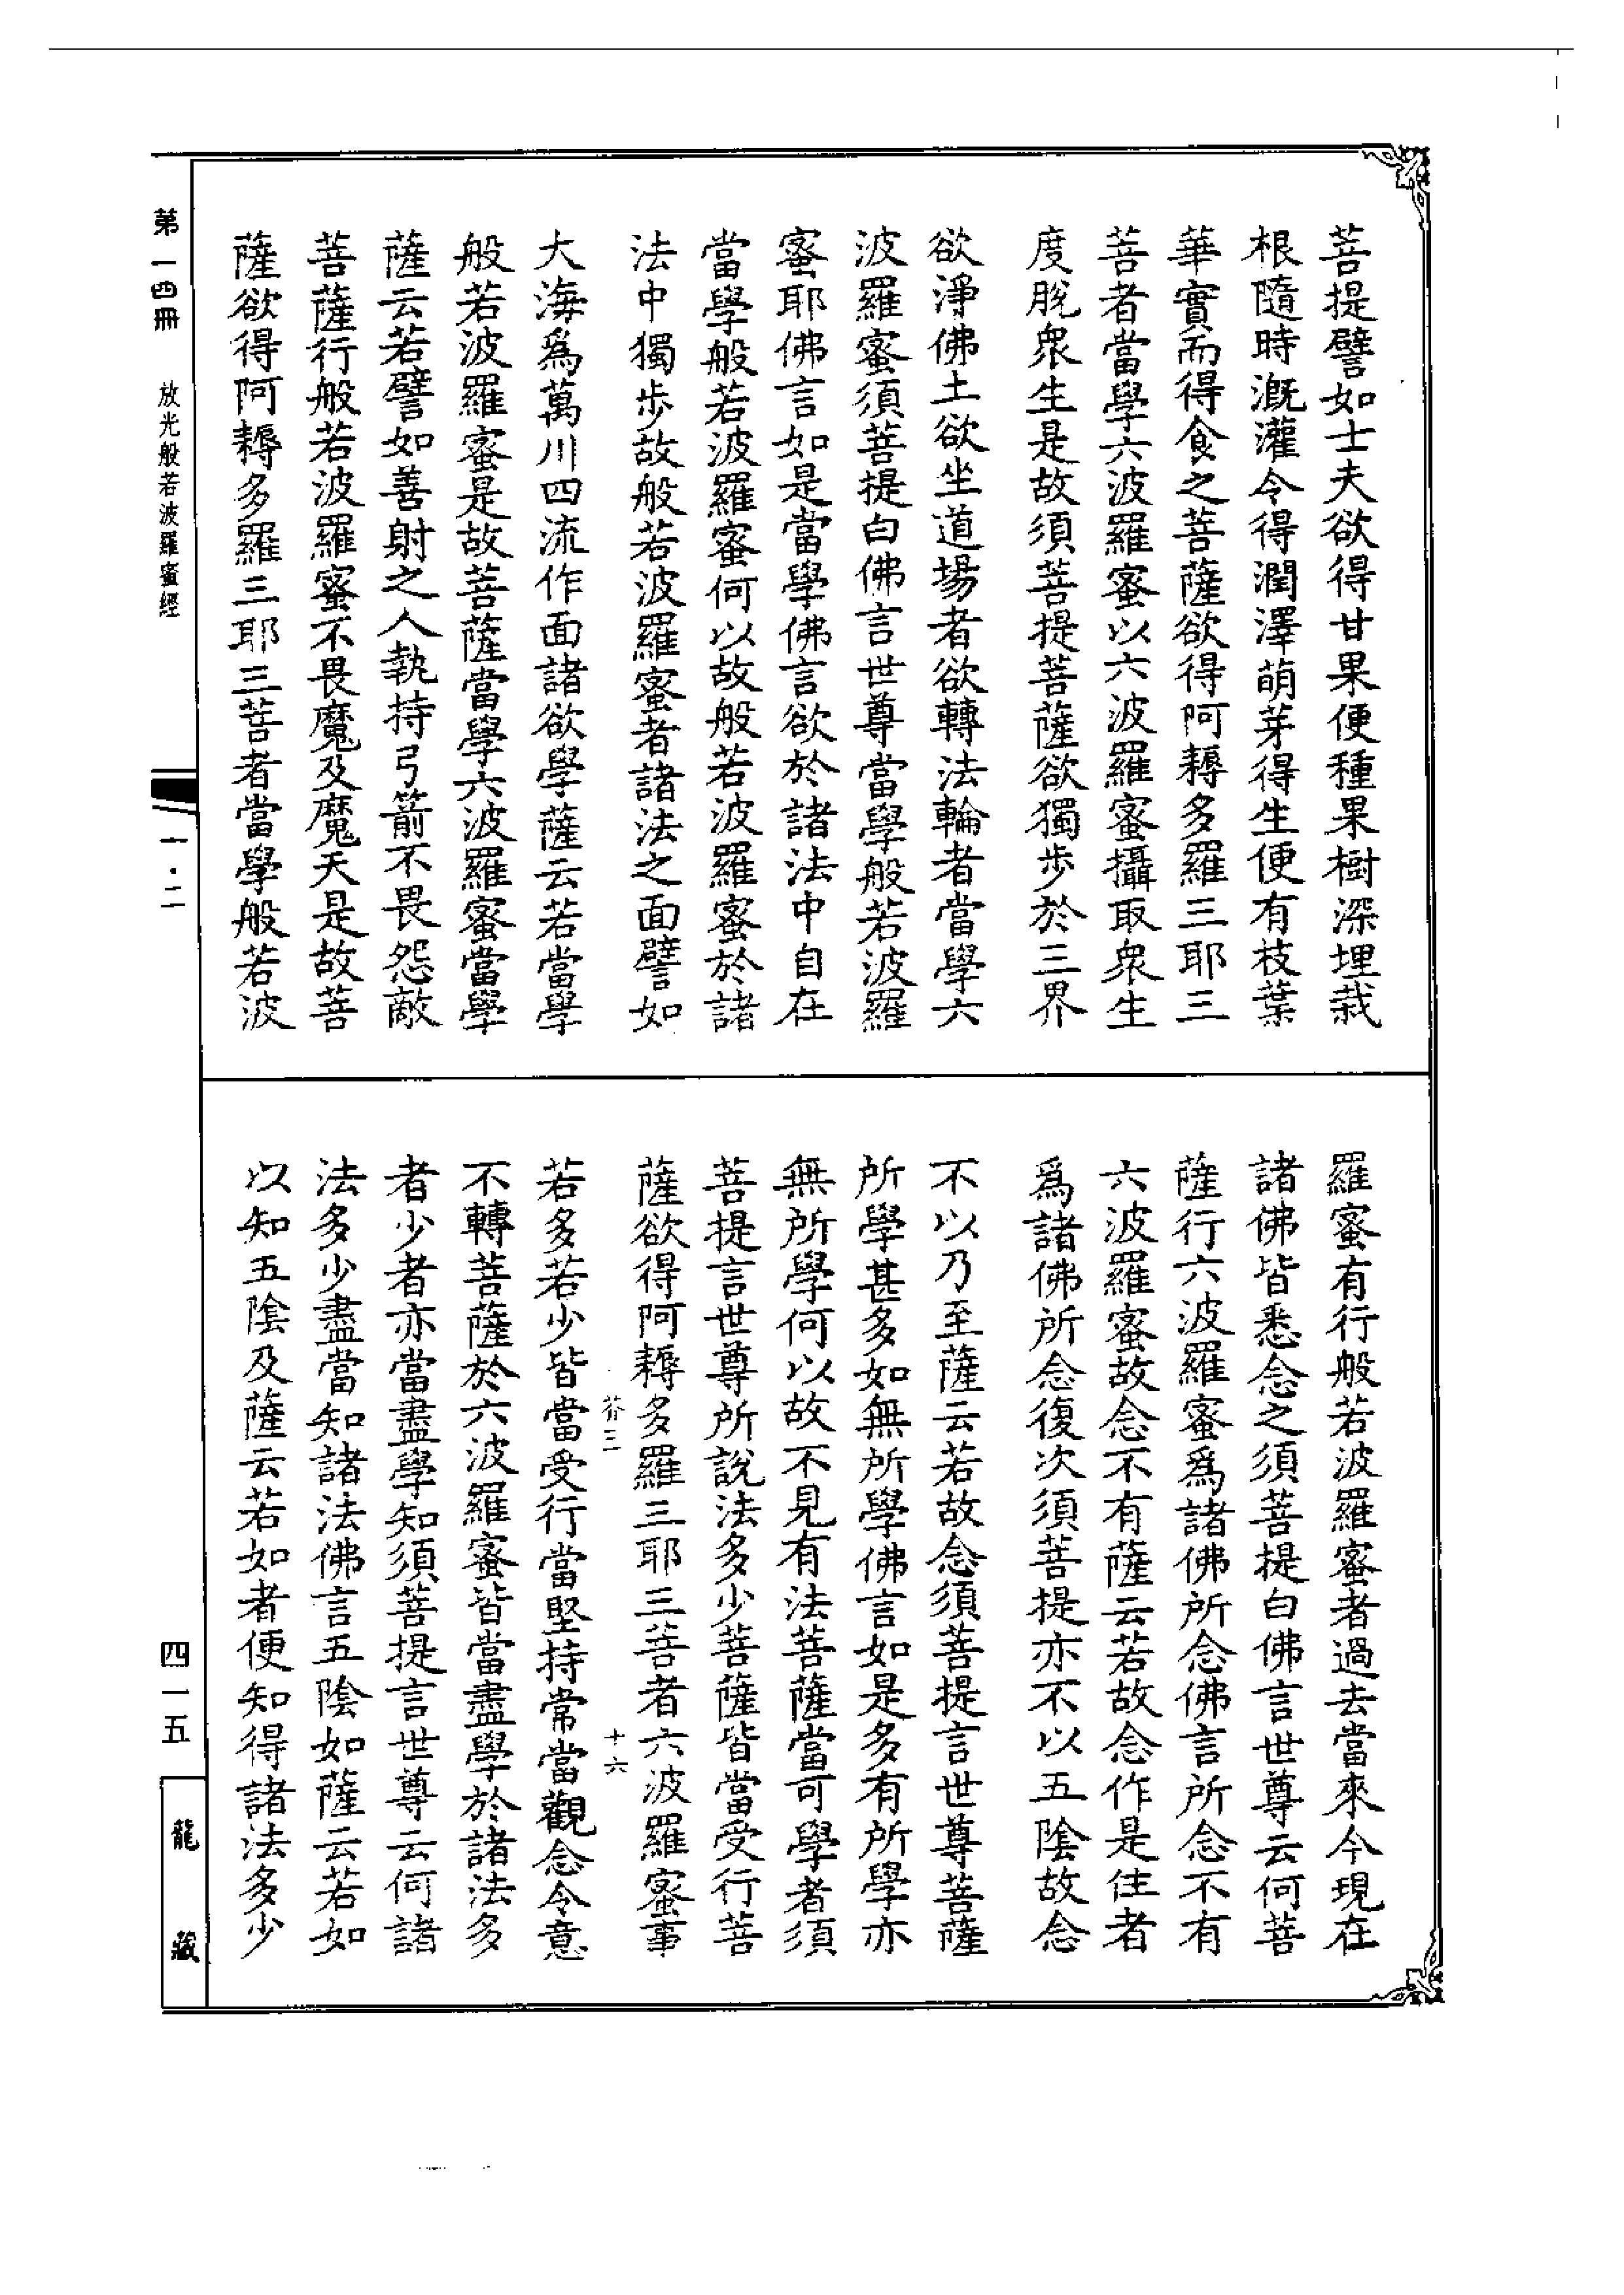 菩提譬如士夫欲得甘果便種果樹深埋栽
根隨時溉灌令得潤澤萌芽得生便有枝葉
華實而得食之菩薩欲得阿耨多羅三耶三
菩者當學六波羅蜜以六波羅蜜攝取衆生
度脫衆生是故須菩提菩薩欲獨步於三界
欲淨佛土欲坐道場者欲轉法輪者當學六
波羅蜜須菩提白佛言世尊當學般若波羅
蜜耶佛言如是當學佛言欲於諸法中自在
當學般若波羅蜜何以故般若波羅蜜於諸
法中獨步故般若波羅蜜者諸法之面譬如
大海爲萬川四流作面諸欲學薩云若當學
般若波羅蜜是故菩薩當學六波羅蜜當學
薩云若譬如善射之人執持弓箭不畏怨敵
菩薩行般若波羅蜜不畏魔及魔天是故菩
薩欲得阿耨多羅三耶三菩者當學般若波
羅蜜有行般若波羅蜜者過去當來今現在
諸佛皆悉念之須菩提白佛言世尊云何菩
薩行六波羅蜜爲諸佛所念佛言所念不有
六波羅蜜故念不有薩云若故念作是住者
爲諸佛所念復次須菩提亦不以五陰故念
不以乃至薩云若故念須菩提言世尊菩薩
所學甚多如無所學佛言如是多有所學亦
無所學何以故不見有法菩薩當可學者須
菩提言世尊所說法多少菩薩皆當受行菩
薩欲得阿耨多羅三耶三菩者六波羅蜜事
芥三 十六
若多若少皆當受行當堅持常當觀念令意
不轉菩薩於六波羅蜜皆當盡學於諸法多
者少者亦當盡學知須菩提言世尊云何諸
法多少盡當知諸法佛言五陰如薩云若如
以知五陰及薩云若如者便知得諸法多少
第一四冊 放光般若波羅蜜經
一·二
四一五
龍藏